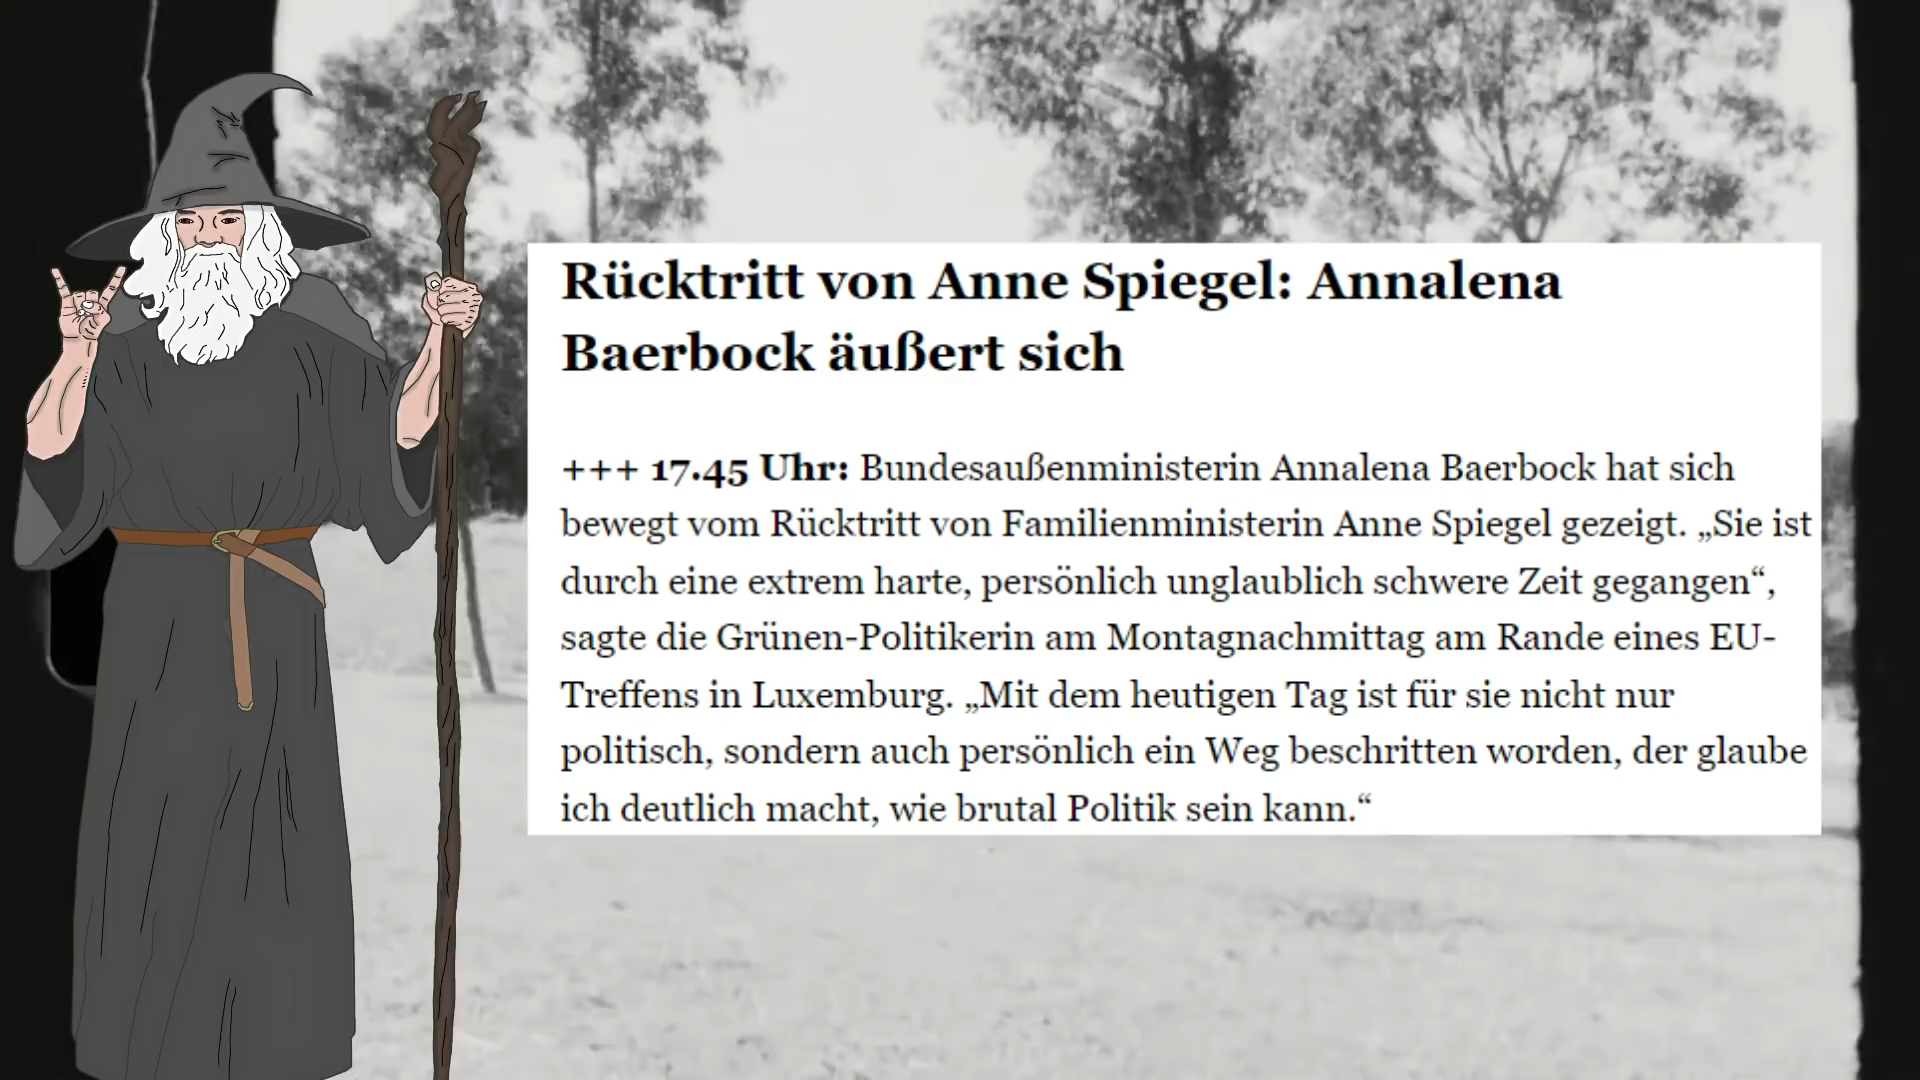 Rücktritt von Anne Spiegel: Annalena
Baerbock äußert sich
+++ 17.45 Uhr: Bundesaußenministerin Annalena Baerbock hat sich
bewegt vom Rücktritt von Familienministerin Anne Spiegel gezeigt. „Sie ist
durch eine extrem harte, persönlich unglaublich schwere Zeit gegangen“,
sagte die Grünen-Politikerin am Montagnachmittag am Rande eines EU-
Treffens in Luxemburg. „Mit dem heutigen Tag ist für sie nicht nur
politisch, sondern auch persönlich ein Weg beschritten worden, der glaube
ich deutlich macht, wie brutal Politik sein kann.“